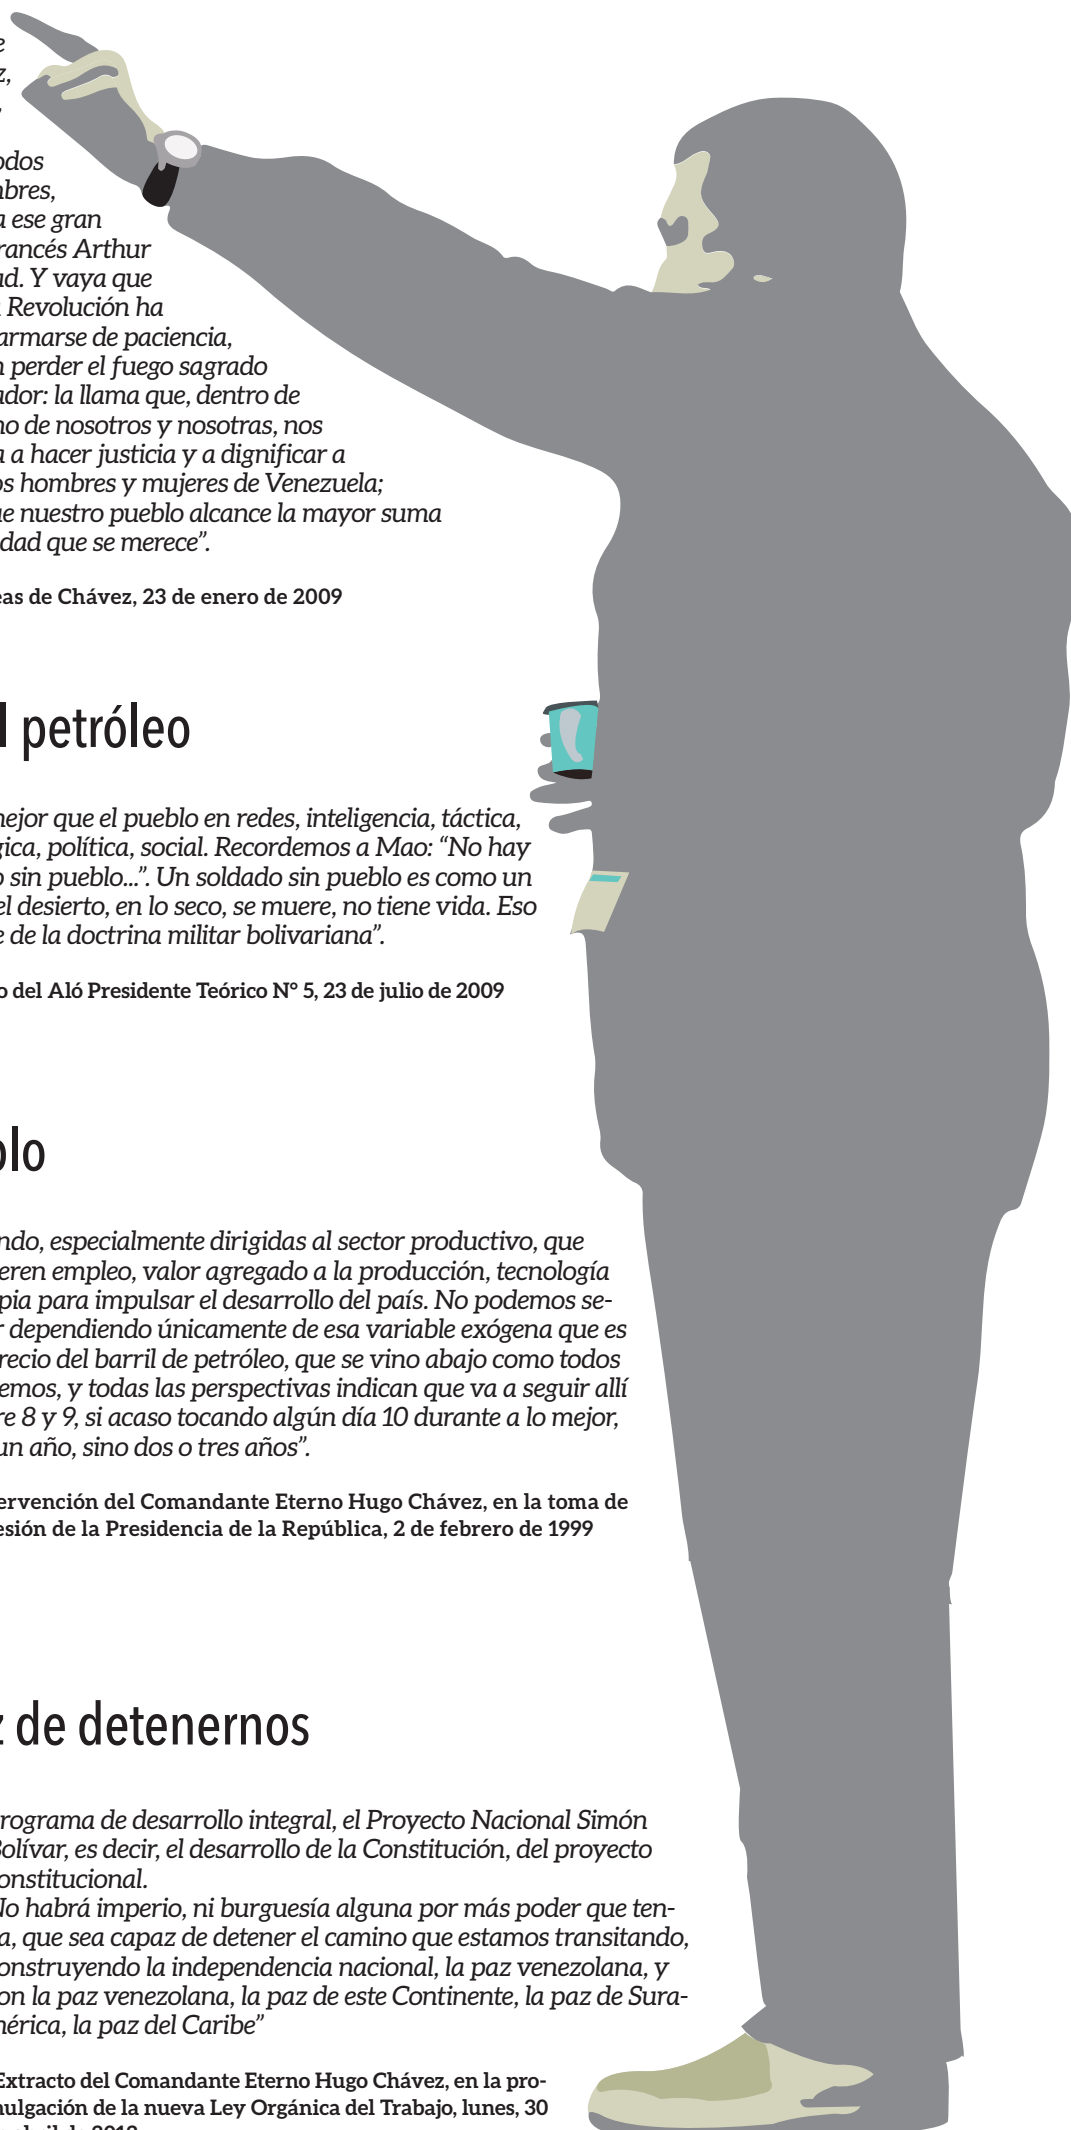 e
z,
,
odos
mbres,
a ese gran
rancés Arthur
ud. Y vaya que
a Revolución ha
armarse de paciencia,
n perder el fuego sagrado
ador: la llama que, dentro de
no de nosotros y nosotras, nos
a a hacer justicia y a dignificar a
os hombres y mujeres de Venezuela;
ue nuestro pueblo alcance la mayor suma
dad que se merece”.
eas de Chávez, 23 de enero de 2009
l petróleo
mejor que el pueblo en redes, inteligencia, táctica,
gica, política, social. Recordemos a Mao: “No hay
o sin pueblo...”. Un soldado sin pueblo es como un
el desierto, en lo seco, se muere, no tiene vida. Eso
e de la doctrina militar bolivariana”.
o del Aló Presidente Teórico N° 5, 23 de julio de 2009
blo
ndo, especialmente dirigidas al sector productivo, que
eren empleo, valor agregado a la producción, tecnología
pia para impulsar el desarrollo del país. No podemos se-
r dependiendo únicamente de esa variable exógena que es
recio del barril de petróleo, que se vino abajo como todos
emos, y todas las perspectivas indican que va a seguir allí
re 8 y 9, si acaso tocando algún día 10 durante a lo mejor,
un año, sino dos o tres años”.
ervención del Comandante Eterno Hugo Chávez, en la toma de
esión de la Presidencia de la República, 2 de febrero de 1999
z de detenernos
rograma de desarrollo integral, el Proyecto Nacional Simón
Bolívar, es decir, el desarrollo de la Constitución, del proyecto
onstitucional.
No habrá imperio, ni burguesía alguna por más poder que ten-
a, que sea capaz de detener el camino que estamos transitando,
onstruyendo la independencia nacional, la paz venezolana, y
on la paz venezolana, la paz de este Continente, la paz de Sura-
mérica, la paz del Caribe”
Extracto del Comandante Eterno Hugo Chávez, en la pro-
mulgación de la nueva Ley Orgánica del Trabajo, lunes, 30